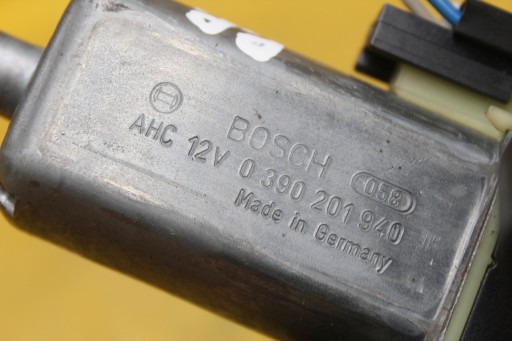 BOSCH
AHC 12V 0 390 201 940
058
Made in Germany